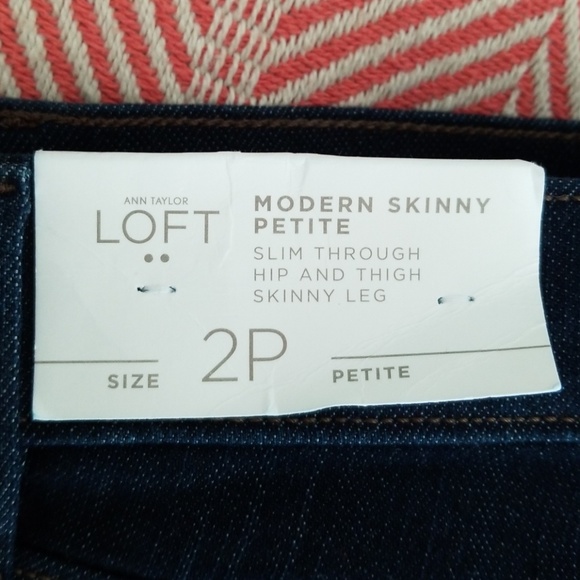 ANN TAYLOR
LOFT
MODERN SKINNY
PETITE
SLIM THROUGH
HIP AND THIGH
SKINNY LEG
SIZE 2P PETITE